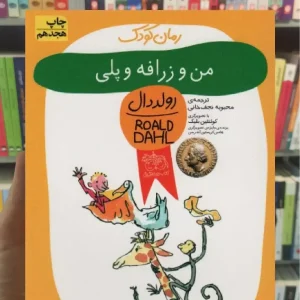 چاپ
هجدهم
رمان کودک
من و زرافه و پلی
رولد دال
ROALD
DAHL
ترجمه‌ی
محبوبه نجف‌خانی
با تصویرگری
کوئنتین بلیک